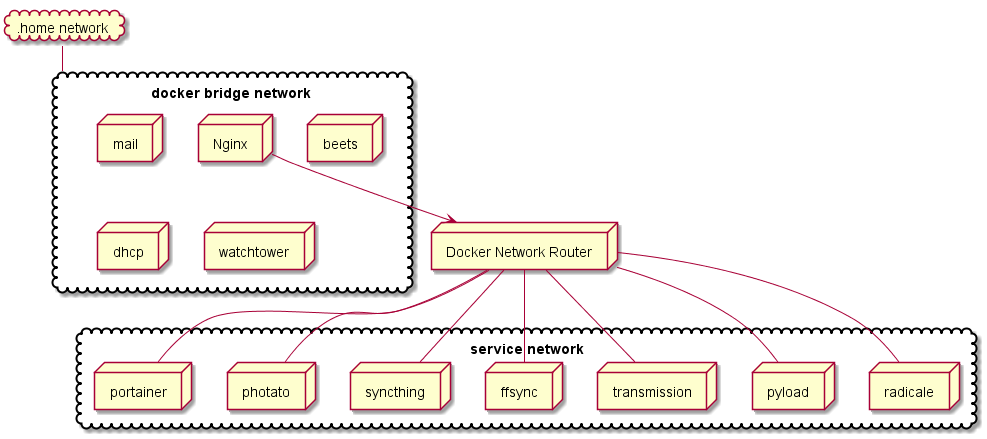 .home network
docker bridge network
mail
Nginx
beets
dhcp
watchtower
Docker Network Router
service network
portainer
photato
syncthing
ffsync
transmission
pyload
radicale